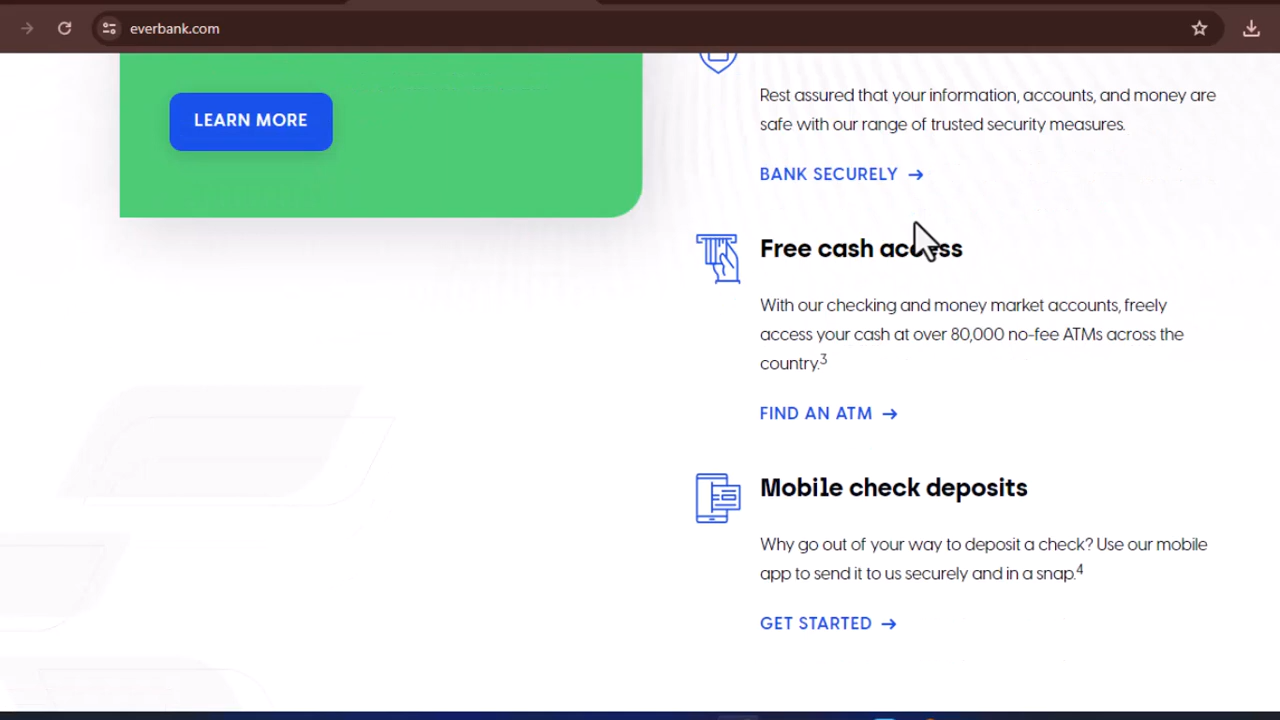 everbank.com
LEARN MORE
Rest assured that your information, accounts, and money are
safe with our range of trusted security measures.
BANK SECURELY →
Free cash access
With our checking and money market accounts, freely
access your cash at over 80,000 no-fee ATMs across the
country.3
FIND AN ATM →
Mobile check deposits
Why go out of your way to deposit a check? Use our mobile
app to send it to us securely and in a snap.4
GET STARTED →